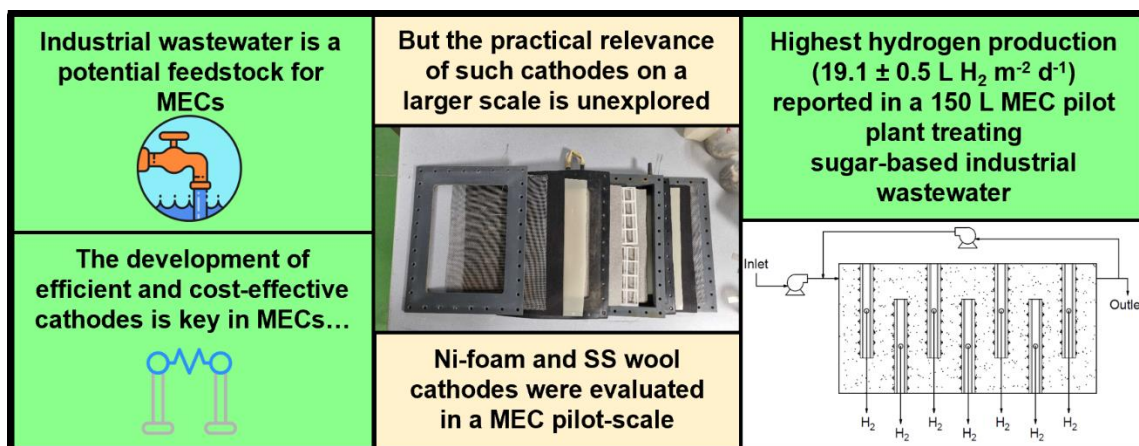 Industrial wastewater is a
potential feedstock for
MECs
The development of
efficient and cost-effective
cathodes is key in MECs…
But the practical relevance
of such cathodes on a
larger scale is unexplored
Ni-foam and SS wool
cathodes were evaluated
in a MEC pilot-scale
Highest hydrogen production
(19.1 ± 0.5 L H₂ m⁻² d⁻¹)
reported in a 150 L MEC pilot
plant treating
sugar-based industrial
wastewater
Inlet
Outle
H₂ H₂ H₂ H₂ H₂ H₂ H₂